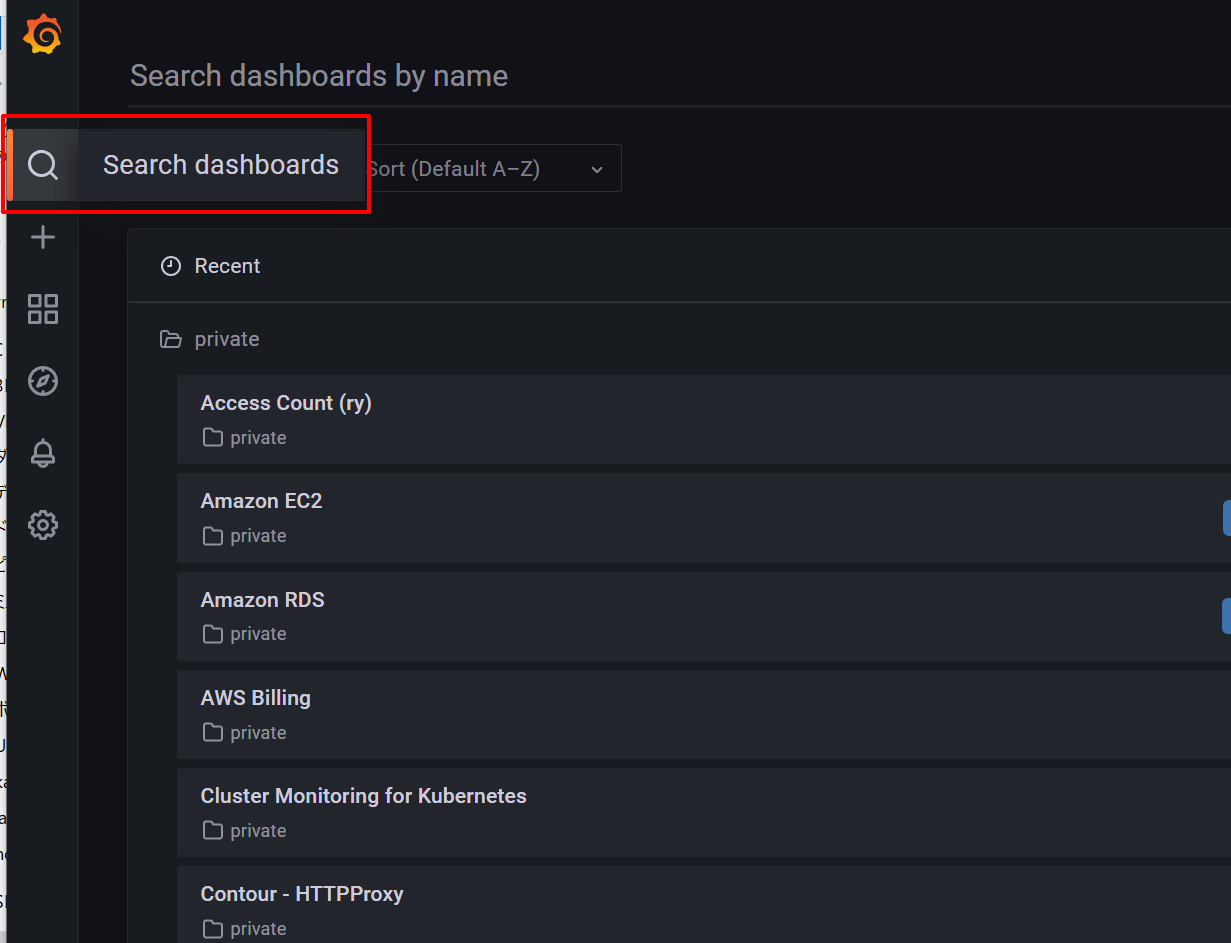 Search dashboards by name
Search dashboards
Sort (Default A–Z)
Recent
private
Access Count (ry)
private
Amazon EC2
private
Amazon RDS
private
AWS Billing
private
Cluster Monitoring for Kubernetes
private
Contour - HTTPProxy
private